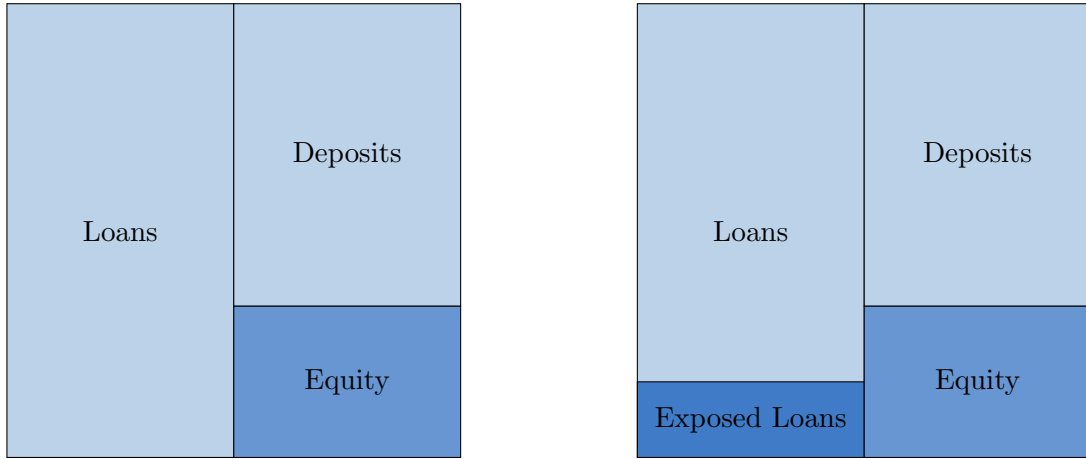 Loans
Deposits
Equity
Loans
Exposed Loans
Deposits
Equity